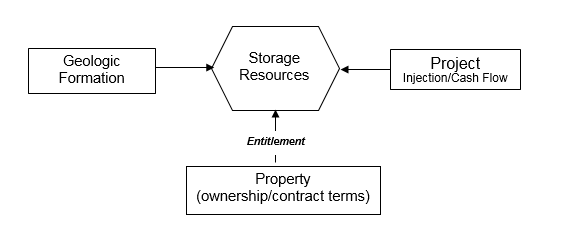 Geologic
Formation
Storage
Resources
Project
Injection/Cash Flow
Entitlement
Property
(ownership/contract terms)